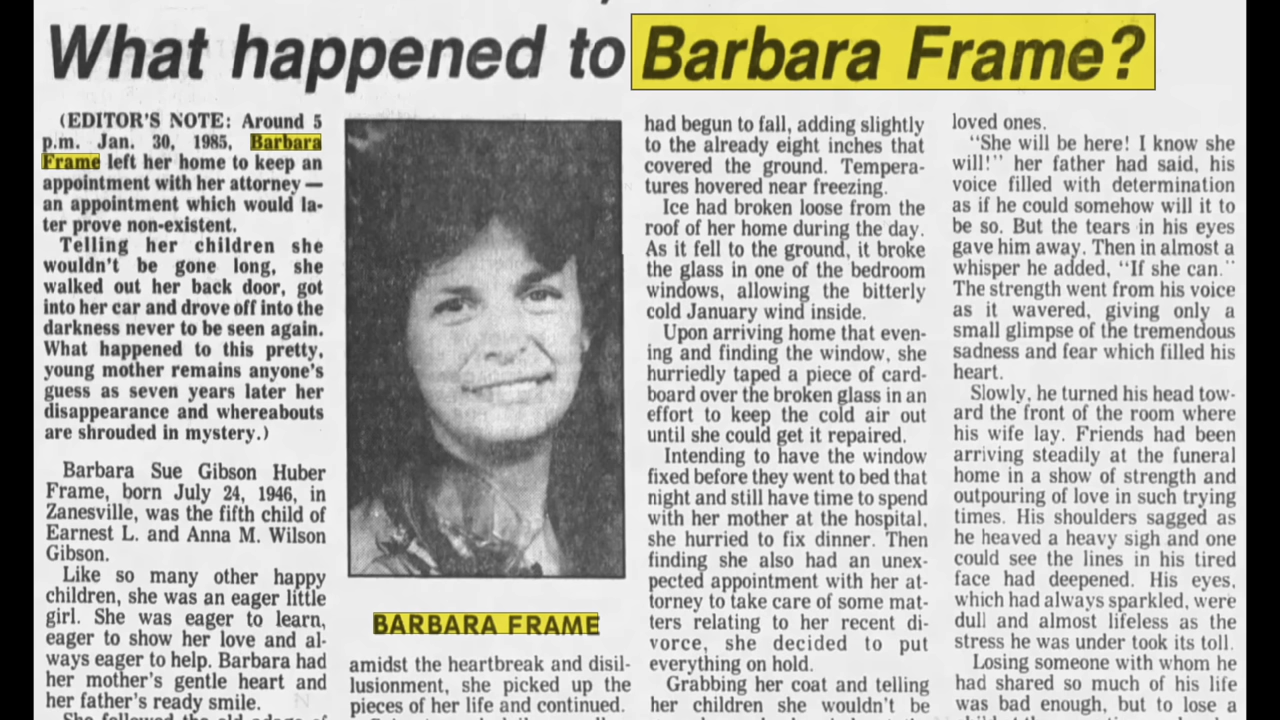 What happened to Barbara Frame?
(EDITOR'S NOTE: Around 5
p.m. Jan. 30, 1985, Barbara
Frame left her home to keep an
appointment with her attorney —
an appointment which would la-
ter prove non-existent.
Telling her children she
wouldn't be gone long, she
walked out her back door, got
into her car and drove off into the
darkness never to be seen again.
What happened to this pretty,
young mother remains anyone's
guess as seven years later her
disappearance and whereabouts
are shrouded in mystery.)
Barbara Sue Gibson Huber
Frame, born July 24, 1946, in
Zanesville, was the fifth child of
Earnest L. and Anna M. Wilson
Gibson.
Like so many other happy
children, she was an eager little
girl. She was eager to learn,
eager to show her love and al-
ways eager to help. Barbara had
her mother's gentle heart and
her father's ready smile.
She followed the old adage of
BARBARA FRAME
amidst the heartbreak and disil-
lusionment, she picked up the
pieces of her life and continued.
had begun to fall, adding slightly
to the already eight inches that
covered the ground. Tempera-
tures hovered near freezing.
Ice had broken loose from the
roof of her home during the day.
As it fell to the ground, it broke
the glass in one of the bedroom
windows, allowing the bitterly
cold January wind inside.
Upon arriving home that even-
ing and finding the window, she
hurriedly taped a piece of card-
board over the broken glass in an
effort to keep the cold air out
until she could get it repaired.
Intending to have the window
fixed before they went to bed that
night and still have time to spend
with her mother at the hospital,
she hurried to fix dinner. Then
finding she also had an unex-
pected appointment with her at-
torney to take care of some mat-
ters relating to her recent di-
vorce, she decided to put
everything on hold.
Grabbing her coat and telling
her children she wouldn't be
loved ones.
"She will be here! I know she
will!" her father had said, his
voice filled with determination
as if he could somehow will it to
be so. But the tears in his eyes
gave him away. Then in almost a
whisper he added, "If she can."
The strength went from his voice
as it wavered, giving only a
small glimpse of the tremendous
sadness and fear which filled his
heart.
Slowly, he turned his head tow-
ard the front of the room where
his wife lay. Friends had been
arriving steadily at the funeral
home in a show of strength and
outpouring of love in such trying
times. His shoulders sagged as
he heaved a heavy sigh and one
could see the lines in his tired
face had deepened. His eyes,
which had always sparkled, were
dull and almost lifeless as the
stress he was under took its toll.
Losing someone with whom he
had shared so much of his life
was bad enough, but to lose a